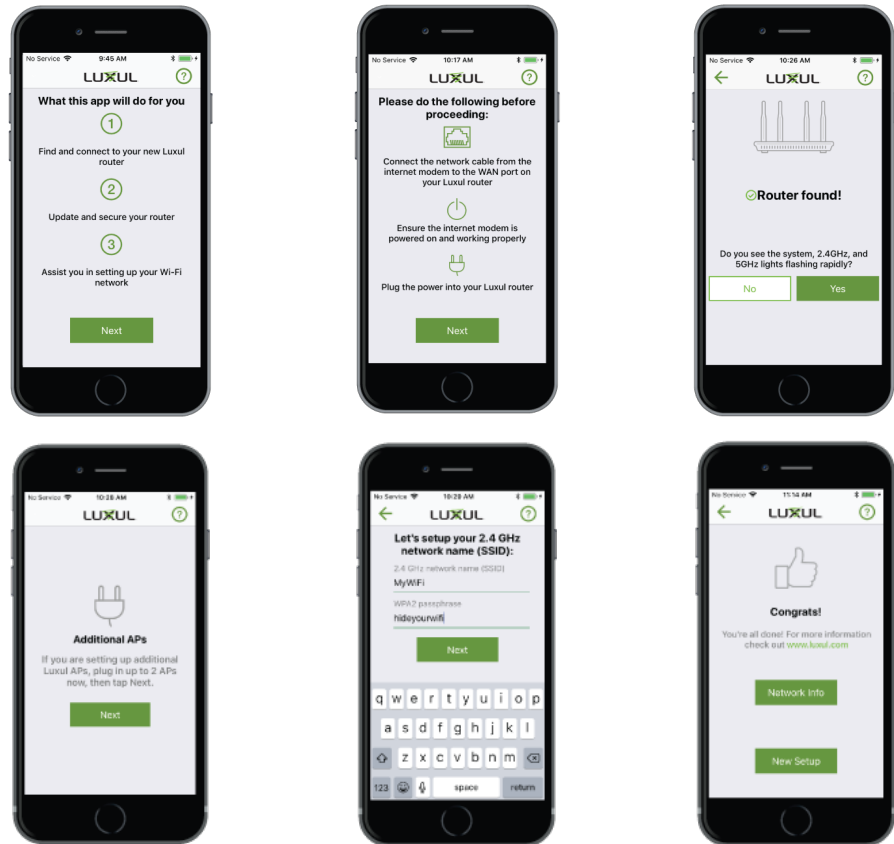 No Service 9:45 AM
LUXUL ?
What this app will do for you
1
Find and connect to your new Luxul
router
2
Update and secure your router
3
Assist you in setting up your Wi-Fi
network
Next
No Service 10:17 AM
LUXUL ?
Please do the following before
proceeding:
Connect the network cable from the
internet modem to the WAN port on
your Luxul router
Ensure the internet modem is
powered on and working properly
Plug the power into your Luxul router
Next
No Service 10:26 AM
LUXUL ?
Router found!
Do you see the system, 2.4GHz, and
5GHz lights flashing rapidly?
No Yes
No Service 10:28 AM
LUXUL ?
Additional APs
If you are setting up additional
Luxul APs, plug in up to 2 APs
now, then tap Next.
Next
No Service 10:29 AM
LUXUL ?
Let's setup your 2.4 GHz
network name (SSID):
2.4 GHz network name (SSID)
MyWiFi
WPA2 passphrase
hideyourwifi
Next
q w e r t y u i o p
a s d f g h j k l
z x c v b n m
123 space return
No Service 11:14 AM
LUXUL ?
Congrats!
You're all done! For more information
check out www.luxul.com
Network Info
New Setup